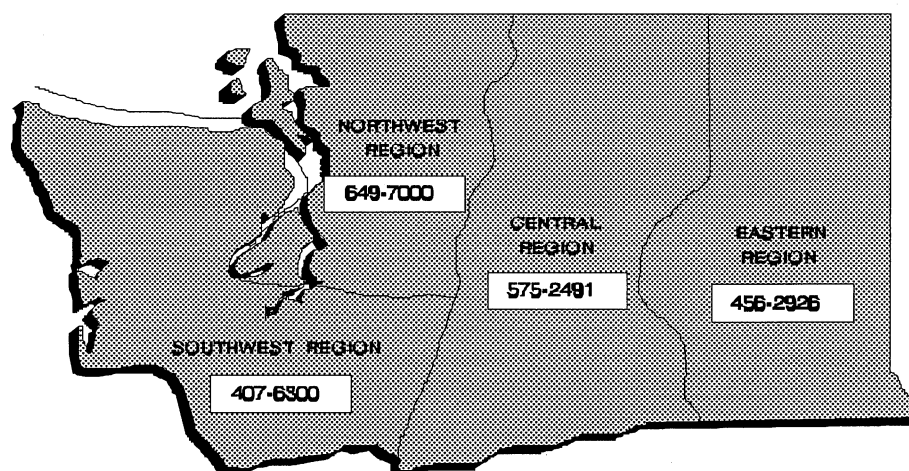 NORTHWEST
REGION
649-7000
CENTRAL
REGION
575-2491
EASTERN
REGION
456-2926
SOUTHWEST REGION
407-6300